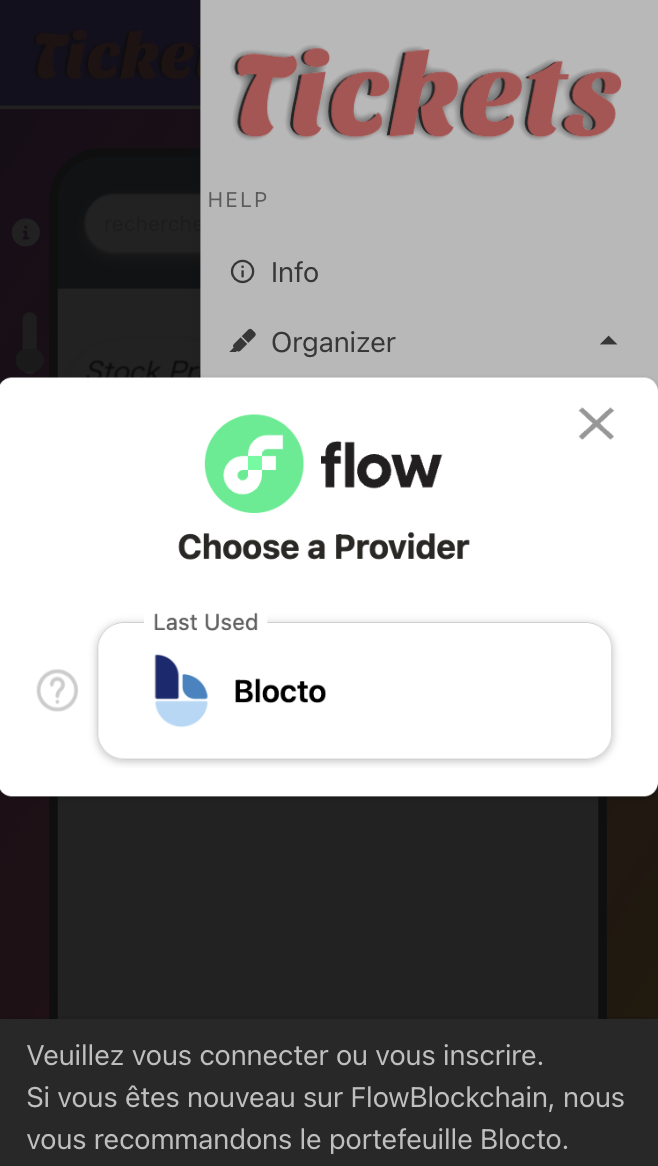 Ticke
Tickets
HELP
recherche
Info
Organizer
Stock Pr
flow
Choose a Provider
Last Used
Blocto
Veuillez vous connecter ou vous inscrire.
Si vous êtes nouveau sur FlowBlockchain, nous
vous recommandons le portefeuille Blocto.